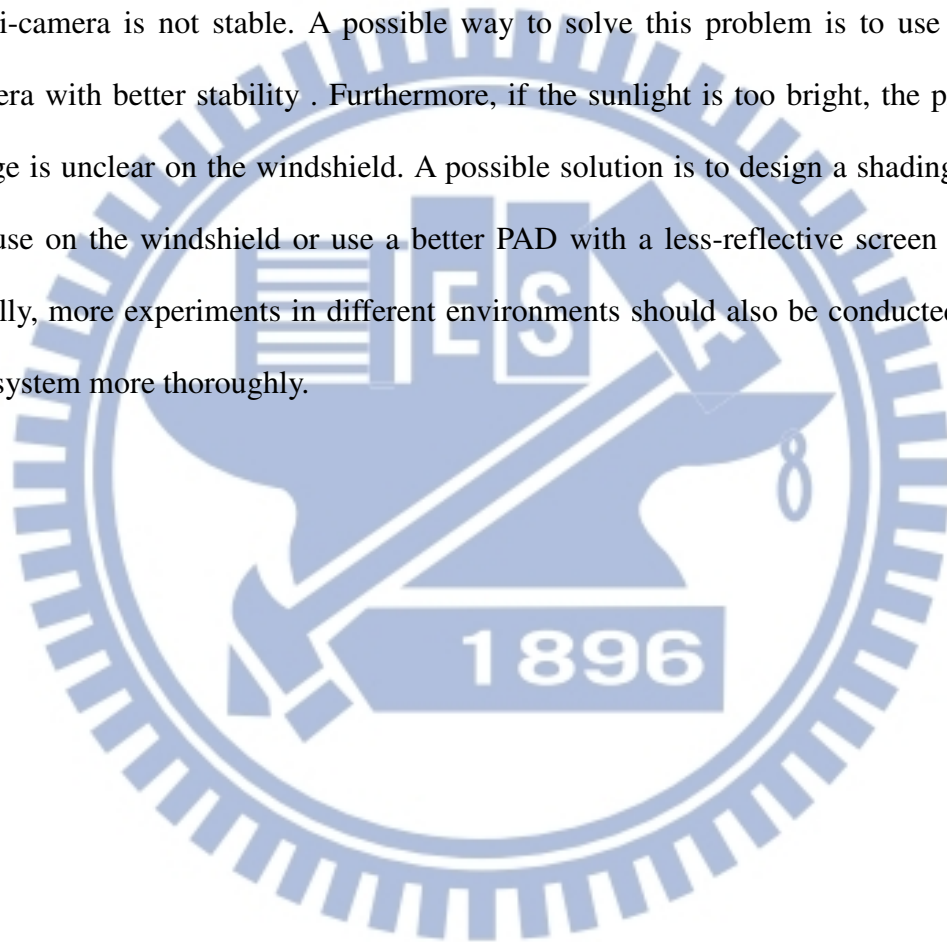 i-camera is not stable. A possible way to solve this problem is to use
era with better stability . Furthermore, if the sunlight is too bright, the p
ge is unclear on the windshield. A possible solution is to design a shading
use on the windshield or use a better PAD with a less-reflective screen
lly, more experiments in different environments should also be conducted
system more thoroughly.
E S A
8
1896